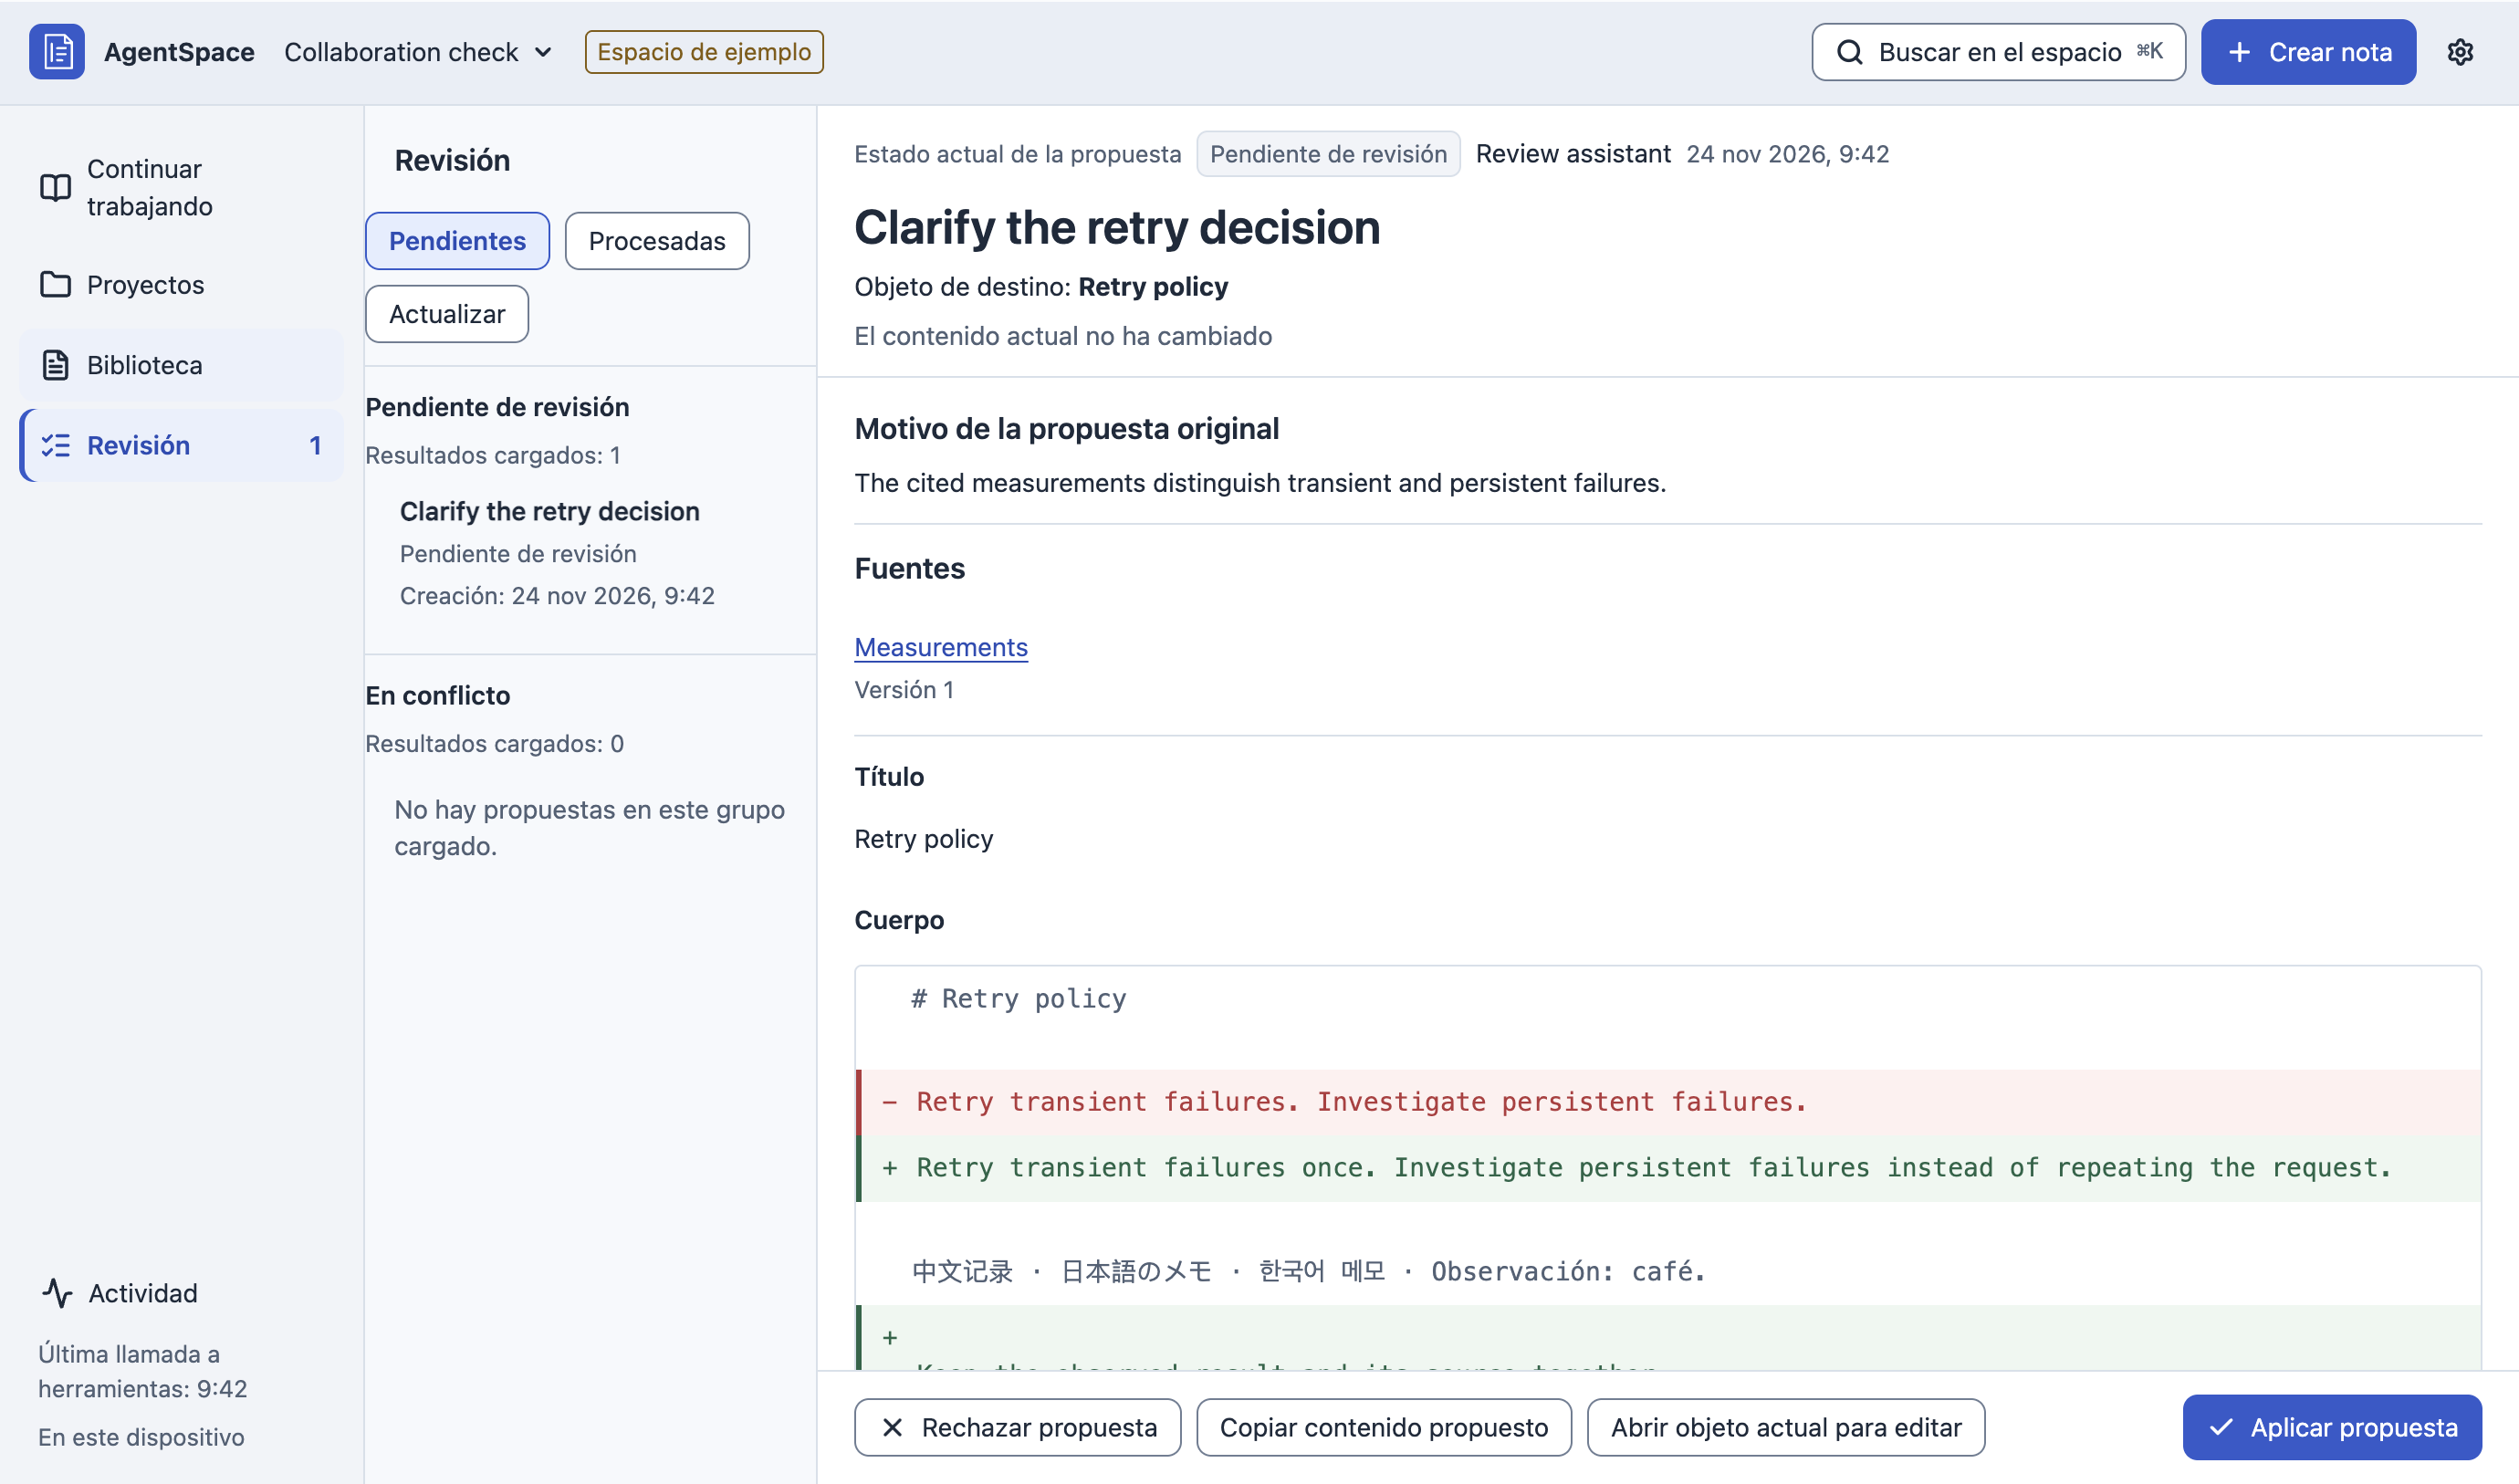 AgentSpace
Collaboration check
Espacio de ejemplo
Buscar en el espacio ⌘K
+ Crear nota
Continuar
trabajando
Proyectos
Biblioteca
Revisión 1
Actividad
Última llamada a
herramientas: 9:42
En este dispositivo
Revisión
Pendientes
Procesadas
Actualizar
Pendiente de revisión
Resultados cargados: 1
Clarify the retry decision
Pendiente de revisión
Creación: 24 nov 2026, 9:42
En conflicto
Resultados cargados: 0
No hay propuestas en este grupo
cargado.
Estado actual de la propuesta Pendiente de revisión Review assistant 24 nov 2026, 9:42
Clarify the retry decision
Objeto de destino: Retry policy
El contenido actual no ha cambiado
Motivo de la propuesta original
The cited measurements distinguish transient and persistent failures.
Fuentes
Measurements
Versión 1
Título
Retry policy
Cuerpo
# Retry policy
− Retry transient failures. Investigate persistent failures.
+ Retry transient failures once. Investigate persistent failures instead of repeating the request.
中文记录 · 日本語のメモ · 한국어 메모 · Observación: café.
+
Keep the observed result and its source together
Rechazar propuesta
Copiar contenido propuesto
Abrir objeto actual para editar
Aplicar propuesta